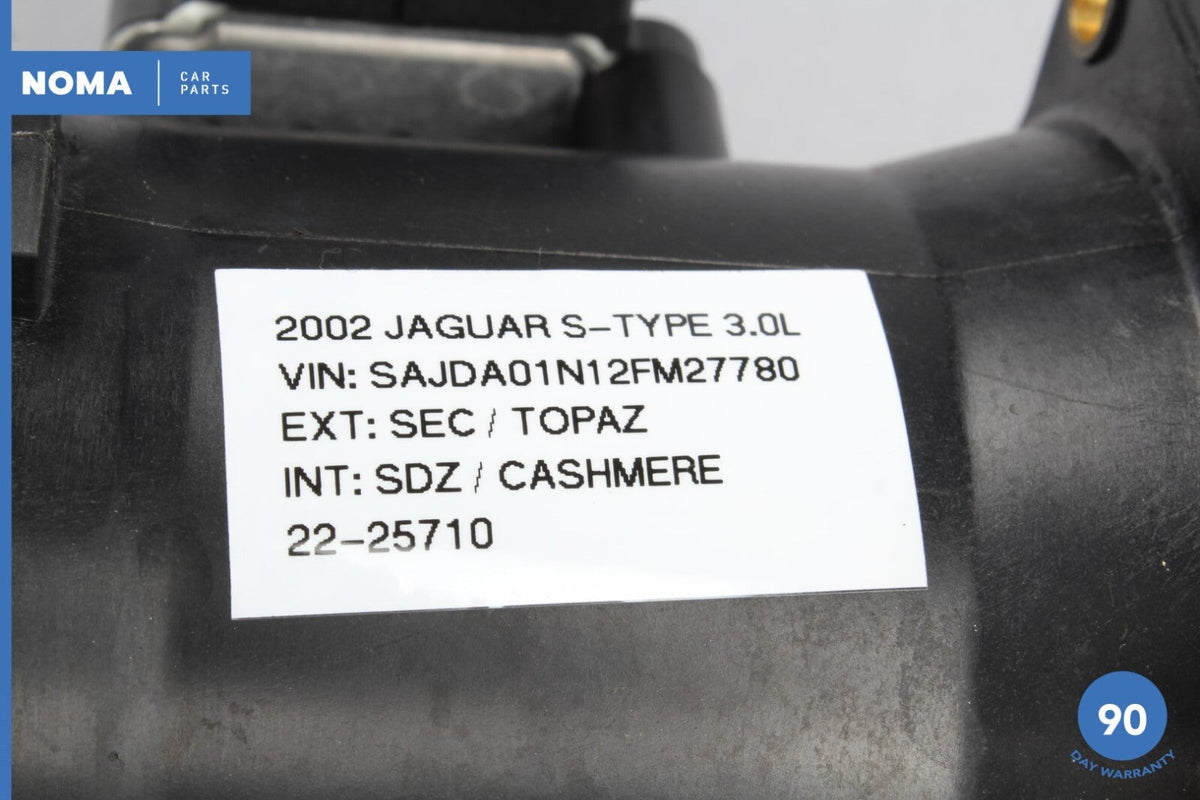 NOMA
CAR
PARTS
2002 JAGUAR S-TYPE 3.0L
VIN: SAJDA01N12FM27780
EXT: SEC / TOPAZ
INT: SDZ / CASHMERE
22-25710
90
DAY WARRANTY